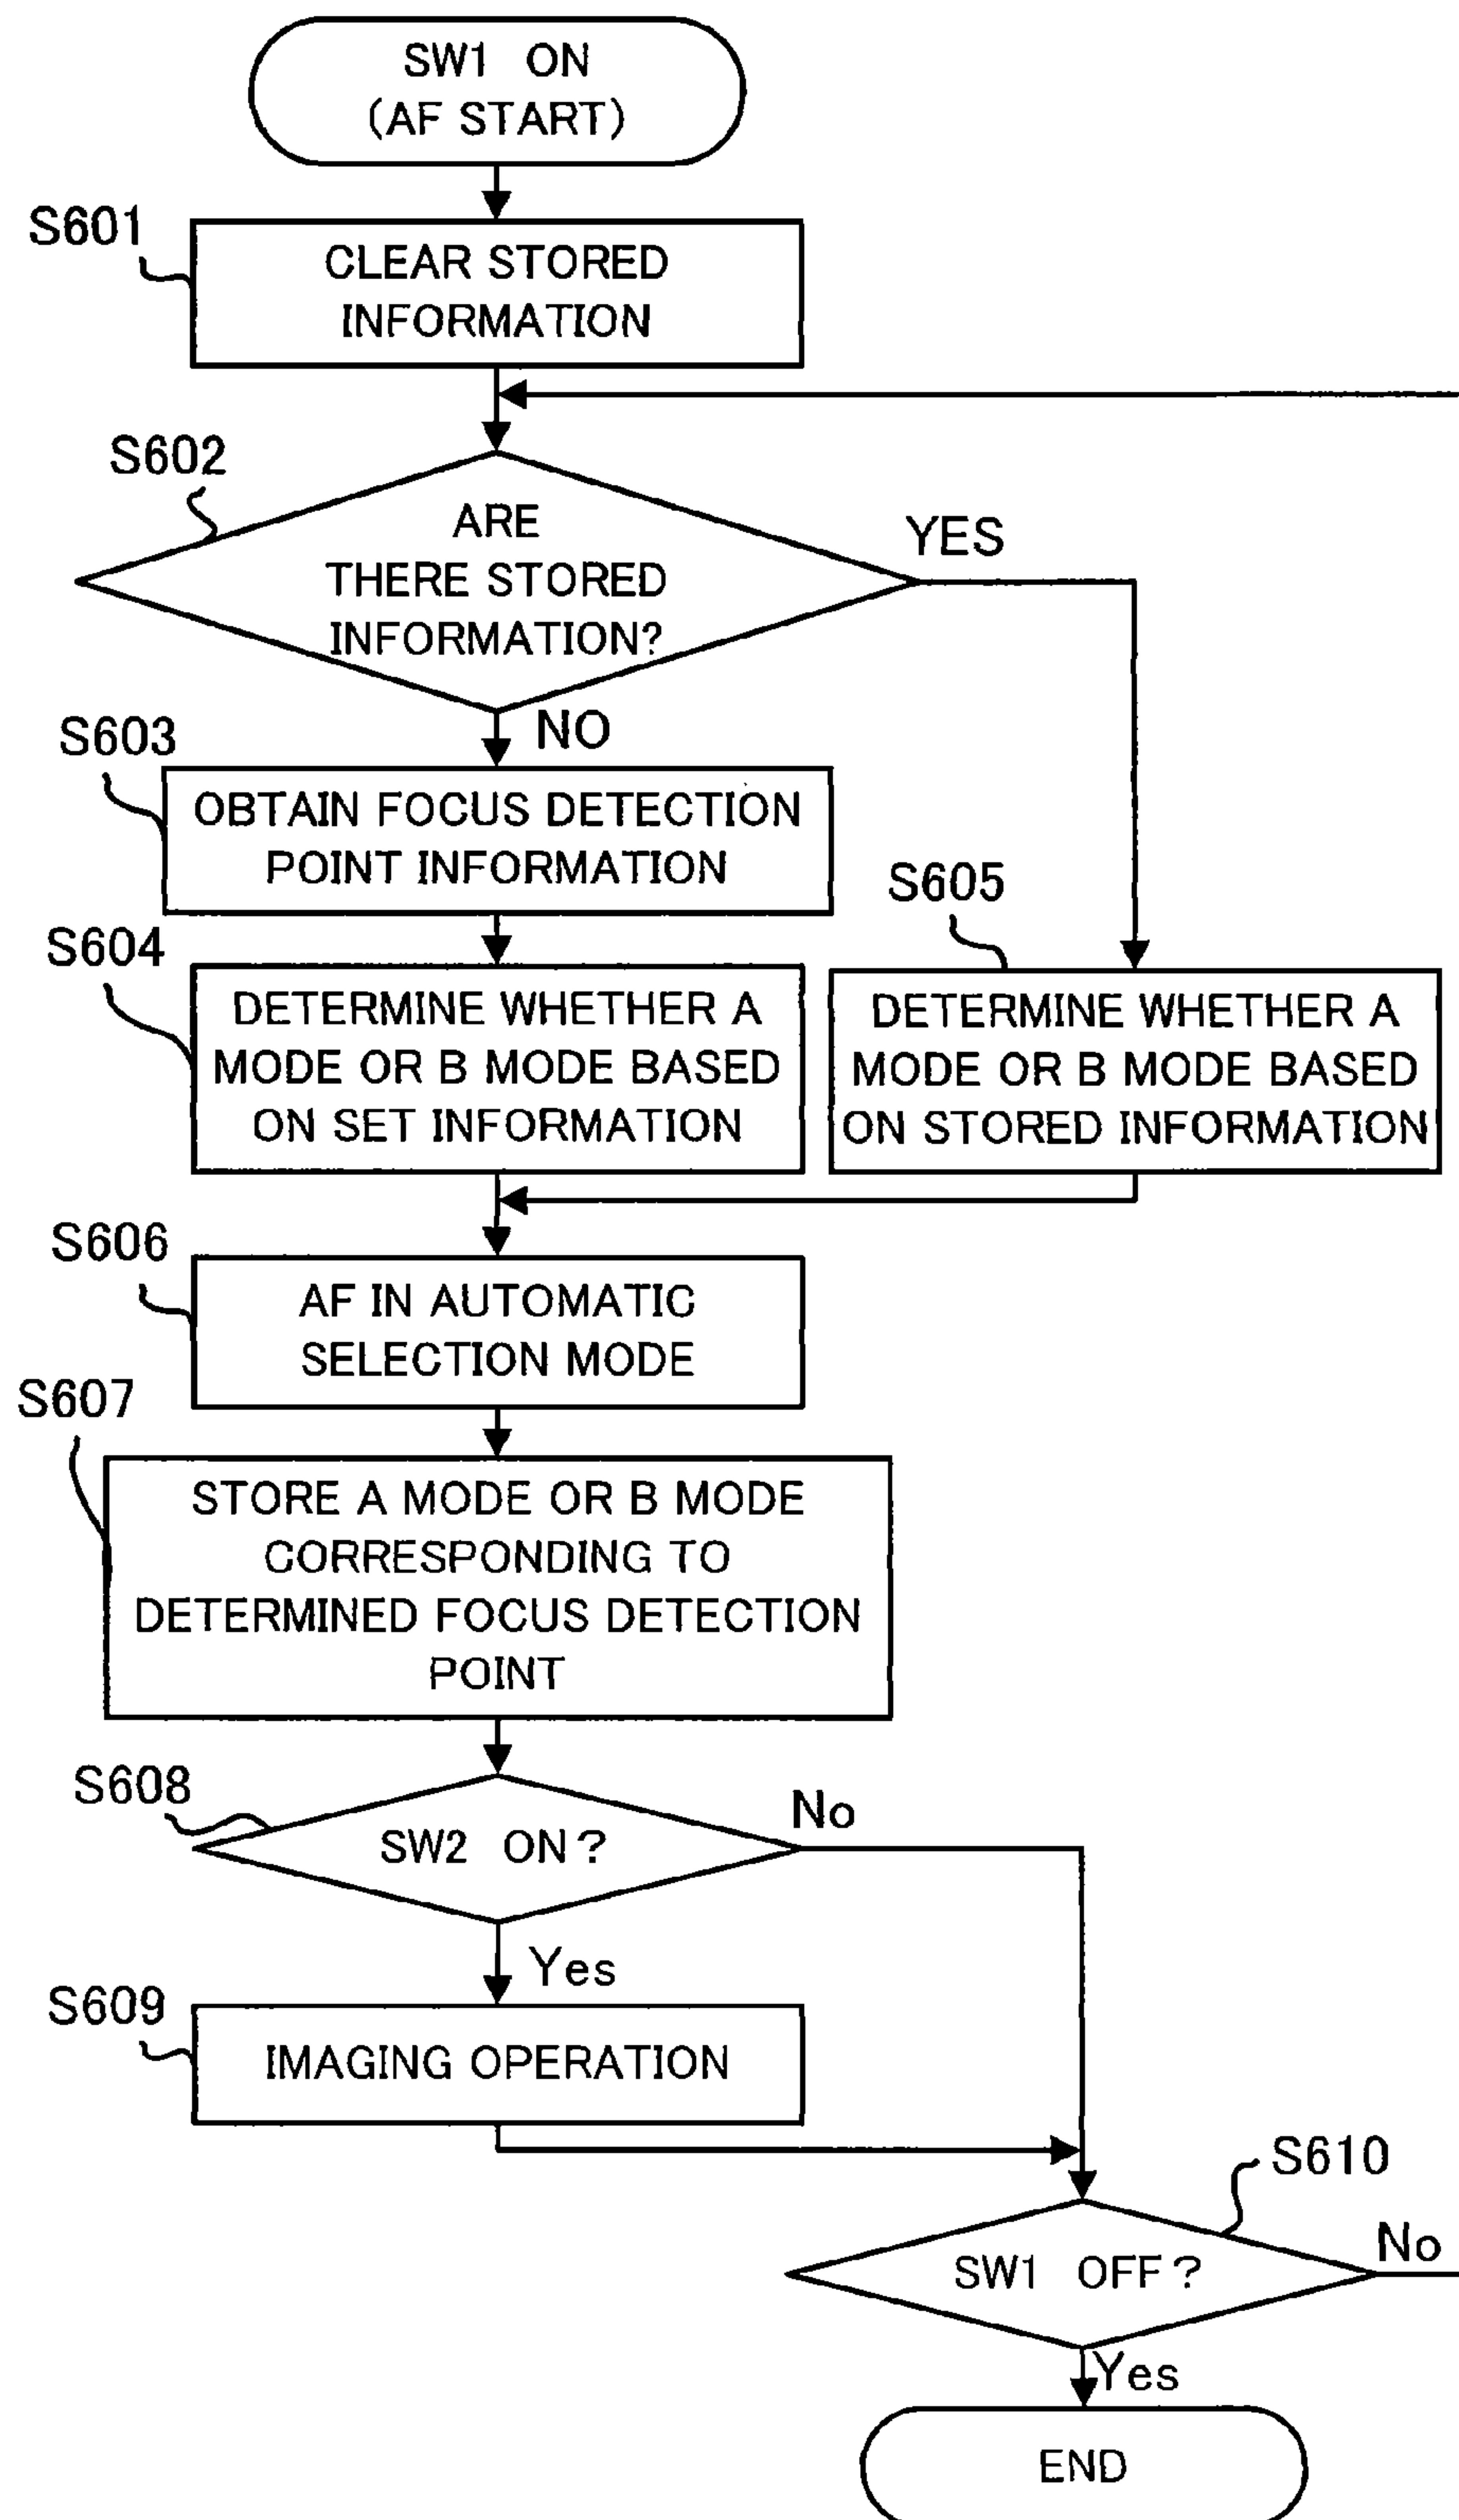 SW1 ON
(AF START)
S601
CLEAR STORED
INFORMATION
S602
ARE
THERE STORED
INFORMATION?
YES
NO
S603
OBTAIN FOCUS DETECTION
POINT INFORMATION
S604
DETERMINE WHETHER A
MODE OR B MODE BASED
ON SET INFORMATION
S605
DETERMINE WHETHER A
MODE OR B MODE BASED
ON STORED INFORMATION
S606
AF IN AUTOMATIC
SELECTION MODE
S607
STORE A MODE OR B MODE
CORRESPONDING TO
DETERMINED FOCUS DETECTION
POINT
S608
SW2 ON?
No
Yes
S609
IMAGING OPERATION
S610
SW1 OFF?
No
Yes
END